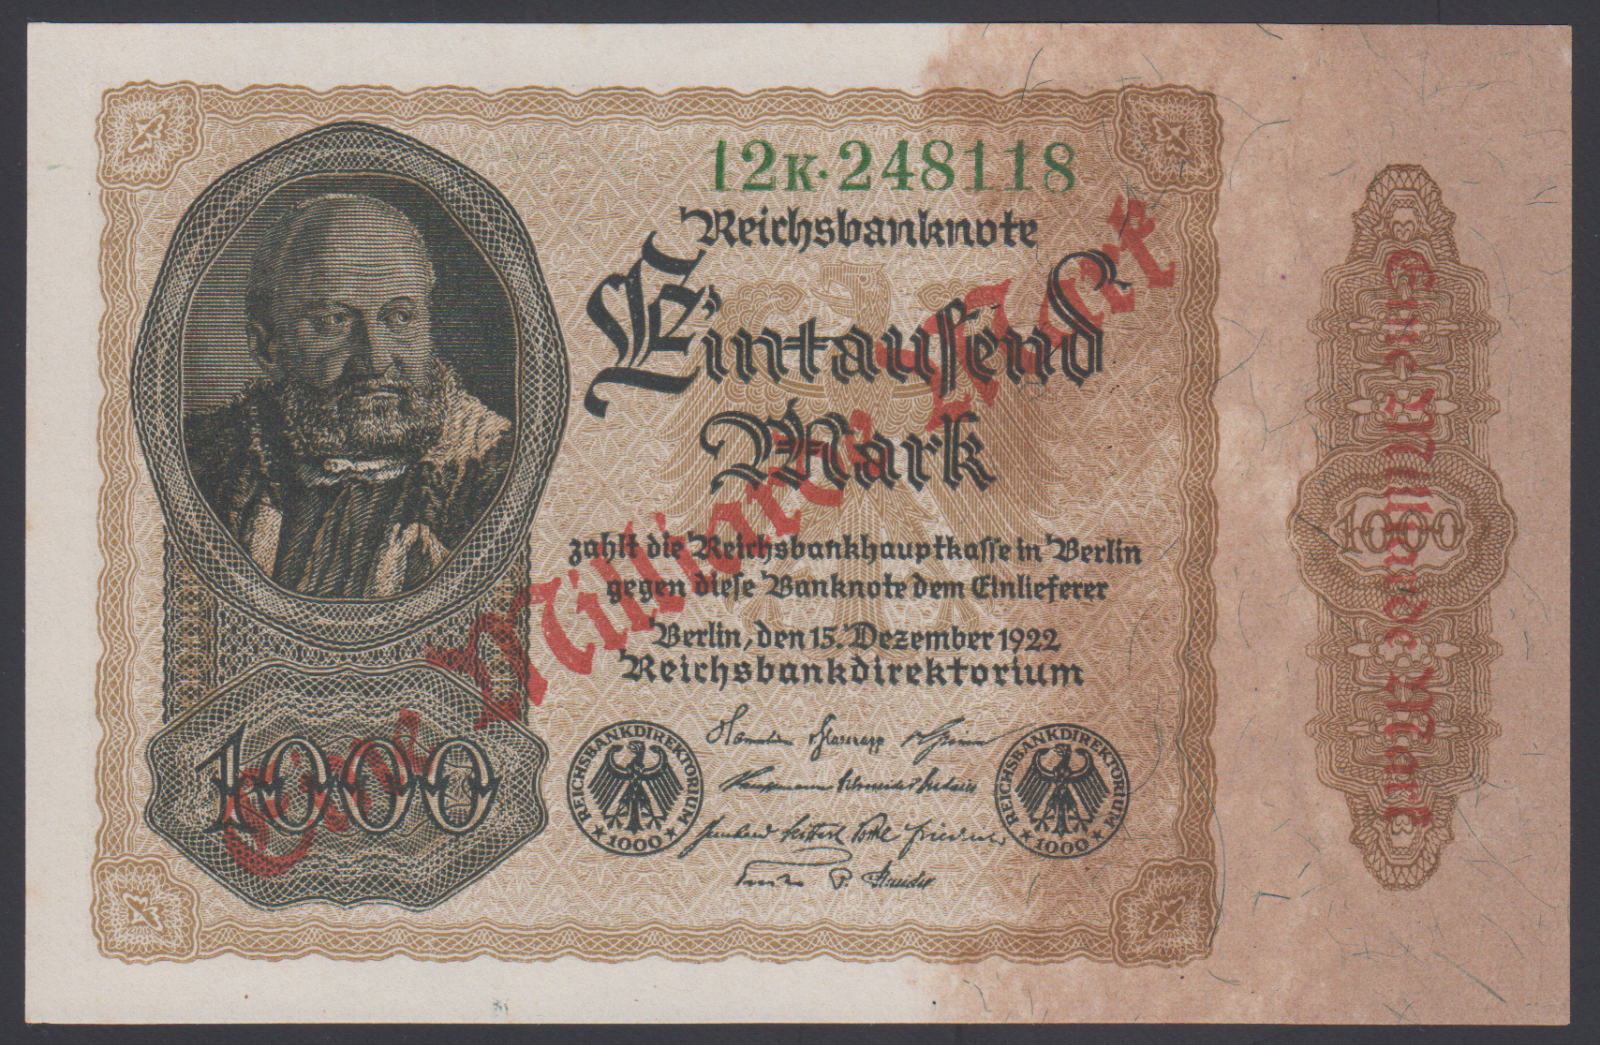 12K·248118
Reichsbanknote
Eintausend
Mark
zahlt die Reichsbankhauptkasse in Berlin
gegen diese Banknote dem Einlieferer
Berlin, den 15. Dezember 1922
Reichsbankdirektorium
Eine Milliarde Mark
1000
REICHSBANKDIREKTORIUM
★ 1000 ★
REICHSBANKDIREKTORIUM
★ 1000 ★
1000
Eine Milliarde Mark